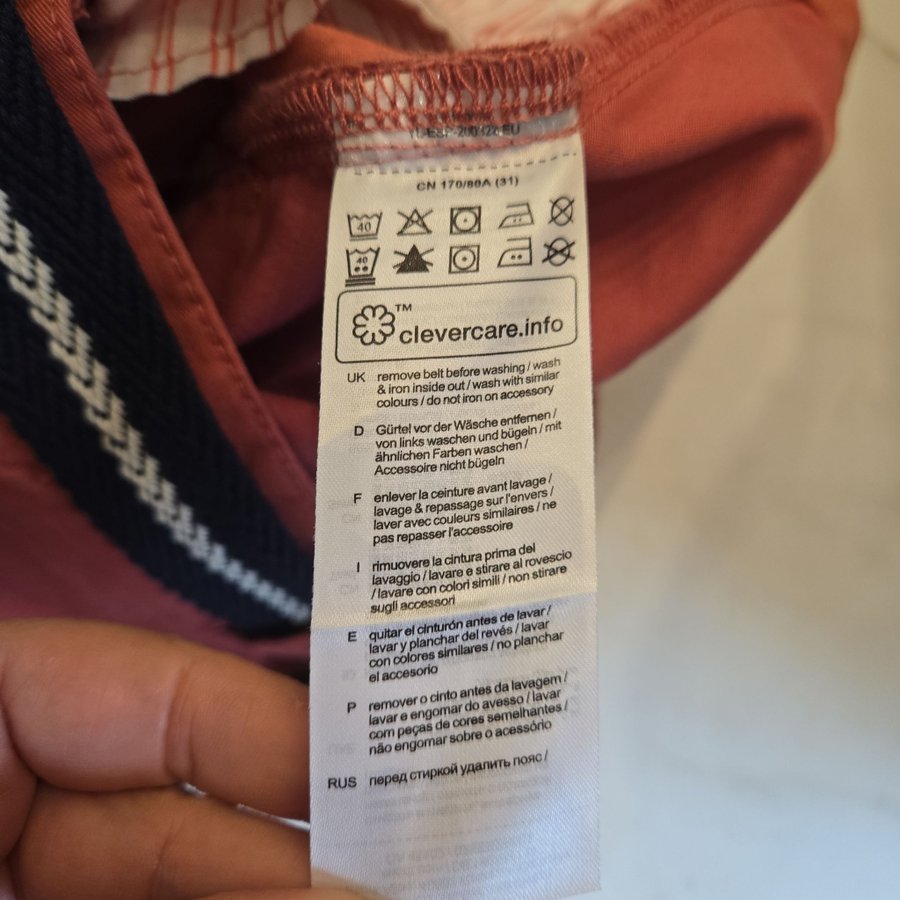 CN 170/80A (31)
40
40
TM
clevercare.info
UK remove belt before washing / wash
& iron inside out / wash with similar
colours / do not iron on accessory
D Gürtel vor der Wäsche entfernen /
von links waschen und bügeln / mit
ähnlichen Farben waschen /
Accessoire nicht bügeln
F enlever la ceinture avant lavage /
lavage & repassage sur l'envers /
laver avec couleurs similaires / ne
pas repasser l'accessoire
I rimuovere la cintura prima del
lavaggio / lavare e stirare al rovescio
/ lavare con colori simili / non stirare
sugli accessori
E quitar el cinturón antes de lavar /
lavar y planchar del revés / lavar
con colores similares / no planchar
el accesorio
P remover o cinto antes da lavagem /
lavar e engomar do avesso / lavar
com peças de cores semelhantes /
não engomar sobre o acessório
RUS перед стиркой удалить пояс /